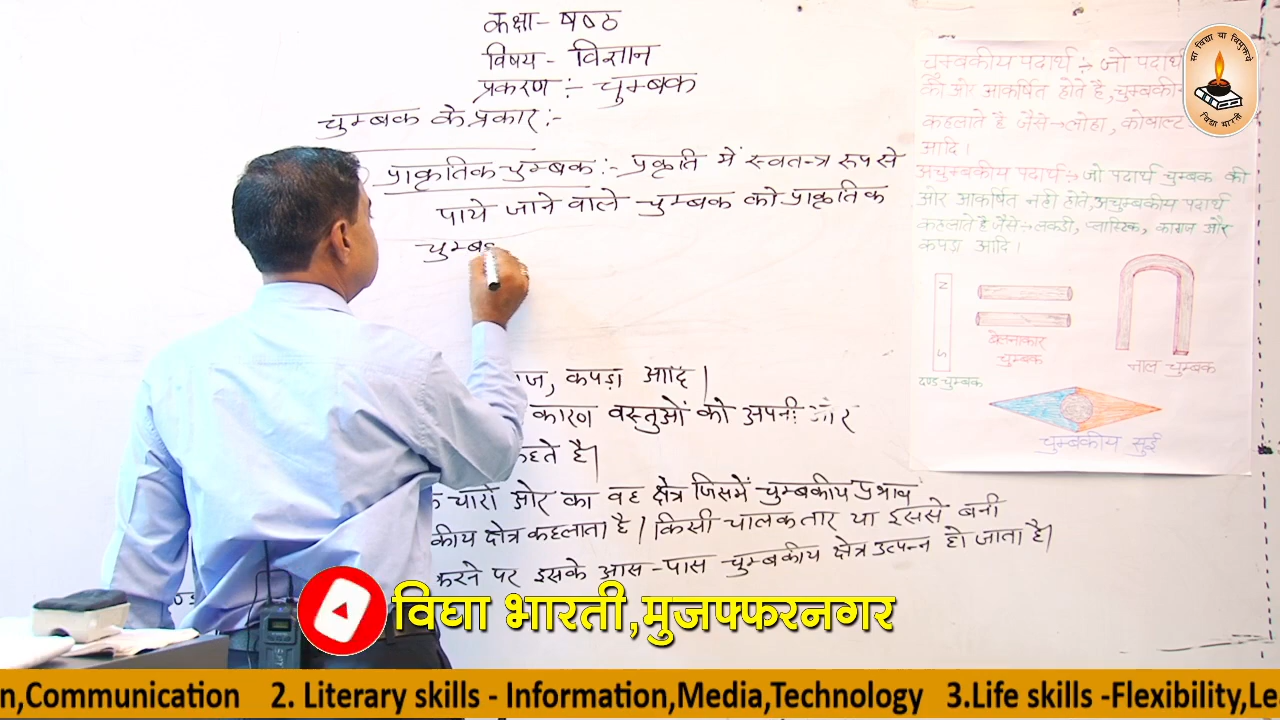 कक्षा- षष्ठ
विषय- विज्ञान
प्रकरण :- चुम्बक
चुम्बक के प्रकार:-
प्राकृतिक चुम्बक:- प्रकृति में स्वतन्त्र रूप से
पाये जाने वाले चुम्बक को प्राकृतिक
चुम्बक
कपड़ा आदि।
कारण वस्तुओं को अपनी ओर
कहते है।
चारों ओर का वह क्षेत्र जिसमें चुम्बकीय प्रभाव
कीय क्षेत्र कहलाता है। किसी चालक तार या इससे बनी
करने पर इसके आस-पास चुम्बकीय क्षेत्र उत्पन्न हो जाता है।
चुम्बकीय पदार्थ :- जो पदार्थ
की ओर आकर्षित होते है, चुम्बकी
कहलाते है जैसे→लोहा, कोबाल्ट
आदि।
अचुम्बकीय पदार्थ :- जो पदार्थ चुम्बक की
ओर आकर्षित नही होते, अचुम्बकीय पदार्थ
कहलाते है जैसे→लकडी, प्लास्टिक, कागज और
कपड़ा आदि।
N
S
दण्ड चुम्बक
बेलनाकार
चुम्बक
नाल चुम्बक
चुम्बकीय सुई
सा विद्या या विमुक्तये
विद्या भारती
विद्या भारती,मुजफ्फरनगर
n,Communication 2. Literary skills - Information,Media,Technology 3.Life skills -Flexibility,Le